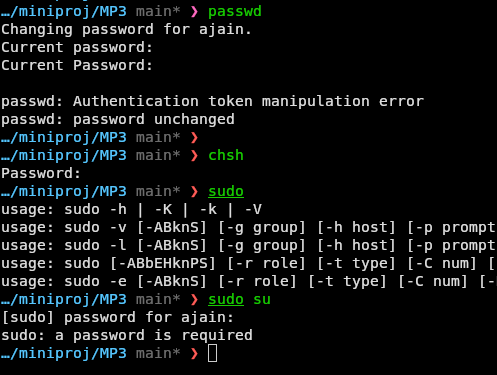 …/miniproj/MP3 main* ❯ passwd
Changing password for ajain.
Current password:
Current Password:
passwd: Authentication token manipulation error
passwd: password unchanged
…/miniproj/MP3 main* ❯
…/miniproj/MP3 main* ❯ chsh
Password:
…/miniproj/MP3 main* ❯ sudo
usage: sudo -h | -K | -k | -V
usage: sudo -v [-ABknS] [-g group] [-h host] [-p prompt
usage: sudo -l [-ABknS] [-g group] [-h host] [-p prompt
usage: sudo [-ABbEHknPS] [-r role] [-t type] [-C num] [
usage: sudo -e [-ABknS] [-r role] [-t type] [-C num] [-
…/miniproj/MP3 main* ❯ sudo su
[sudo] password for ajain:
sudo: a password is required
…/miniproj/MP3 main* ❯